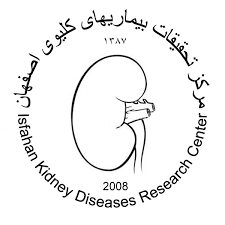 مرکز تحقیقات بیماریهای کلیوی اصفهان
۱۳۸۷
2008
Isfahan Kidney Diseases Research Center